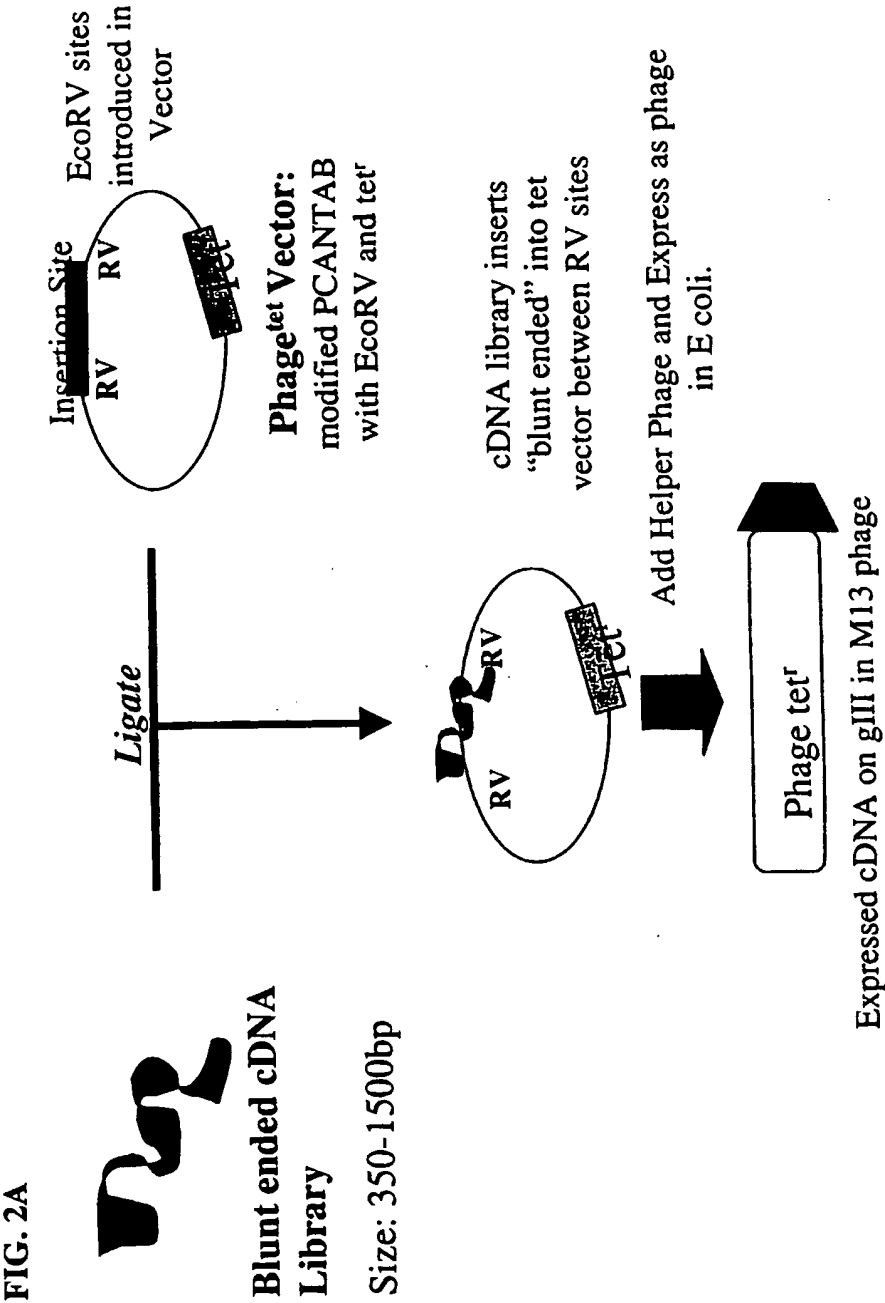 FIG. 2A
Blunt ended cDNA
Library
Size: 350-1500bp
Ligate
Insertion Site
RV RV
EcoRV sites
introduced in
Vector
Tet
Phageᵗᵉᵗ Vector:
modified PCANTAB
with EcoRV and tetʳ
RV RV
Tet
cDNA library inserts
“blunt ended” into tet
vector between RV sites
Add Helper Phage and Express as phage
in E coli.
Phage tetʳ
Expressed cDNA on gIII in M13 phage